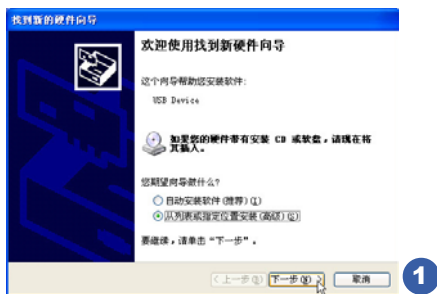 找到新的硬件向导
欢迎使用找到新硬件向导
这个向导帮助您安装软件:
USB Device
如果您的硬件带有安装 CD 或软盘，请现在将
其插入。
您期望向导做什么?
自动安装软件(推荐)(I)
从列表或指定位置安装(高级)(S)
要继续，请单击“下一步”。
<上一步(B) 下一步(N)> 取消
1